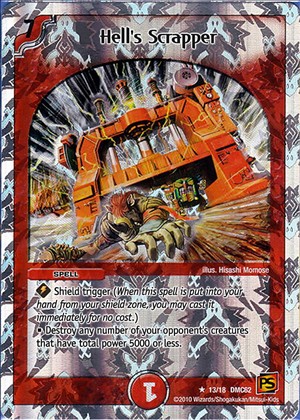 7
Hell's Scrapper
illus. Hisashi Momose
SPELL
Shield trigger (When this spell is put into your
hand from your shield zone, you may cast it
immediately for no cost.)
• Destroy any number of your opponent's creatures
that have total power 5000 or less.
1
★ 13/18 DMC62
©2010 Wizards/Shogakukan/Mitsui-Kids
PS